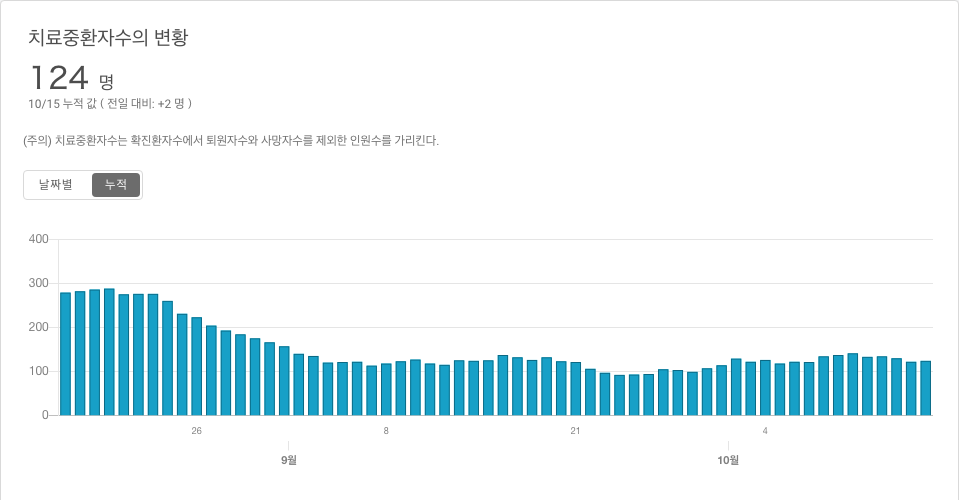 치료중환자수의 변황
124 명
10/15 누적 값 ( 전일 대비: +2 명 )
(주의) 치료중환자수는 확진환자수에서 퇴원자수와 사망자수를 제외한 인원수를 가리킨다.
날짜별 누적
400
300
200
100
0
26 8 21 4
9월 10월